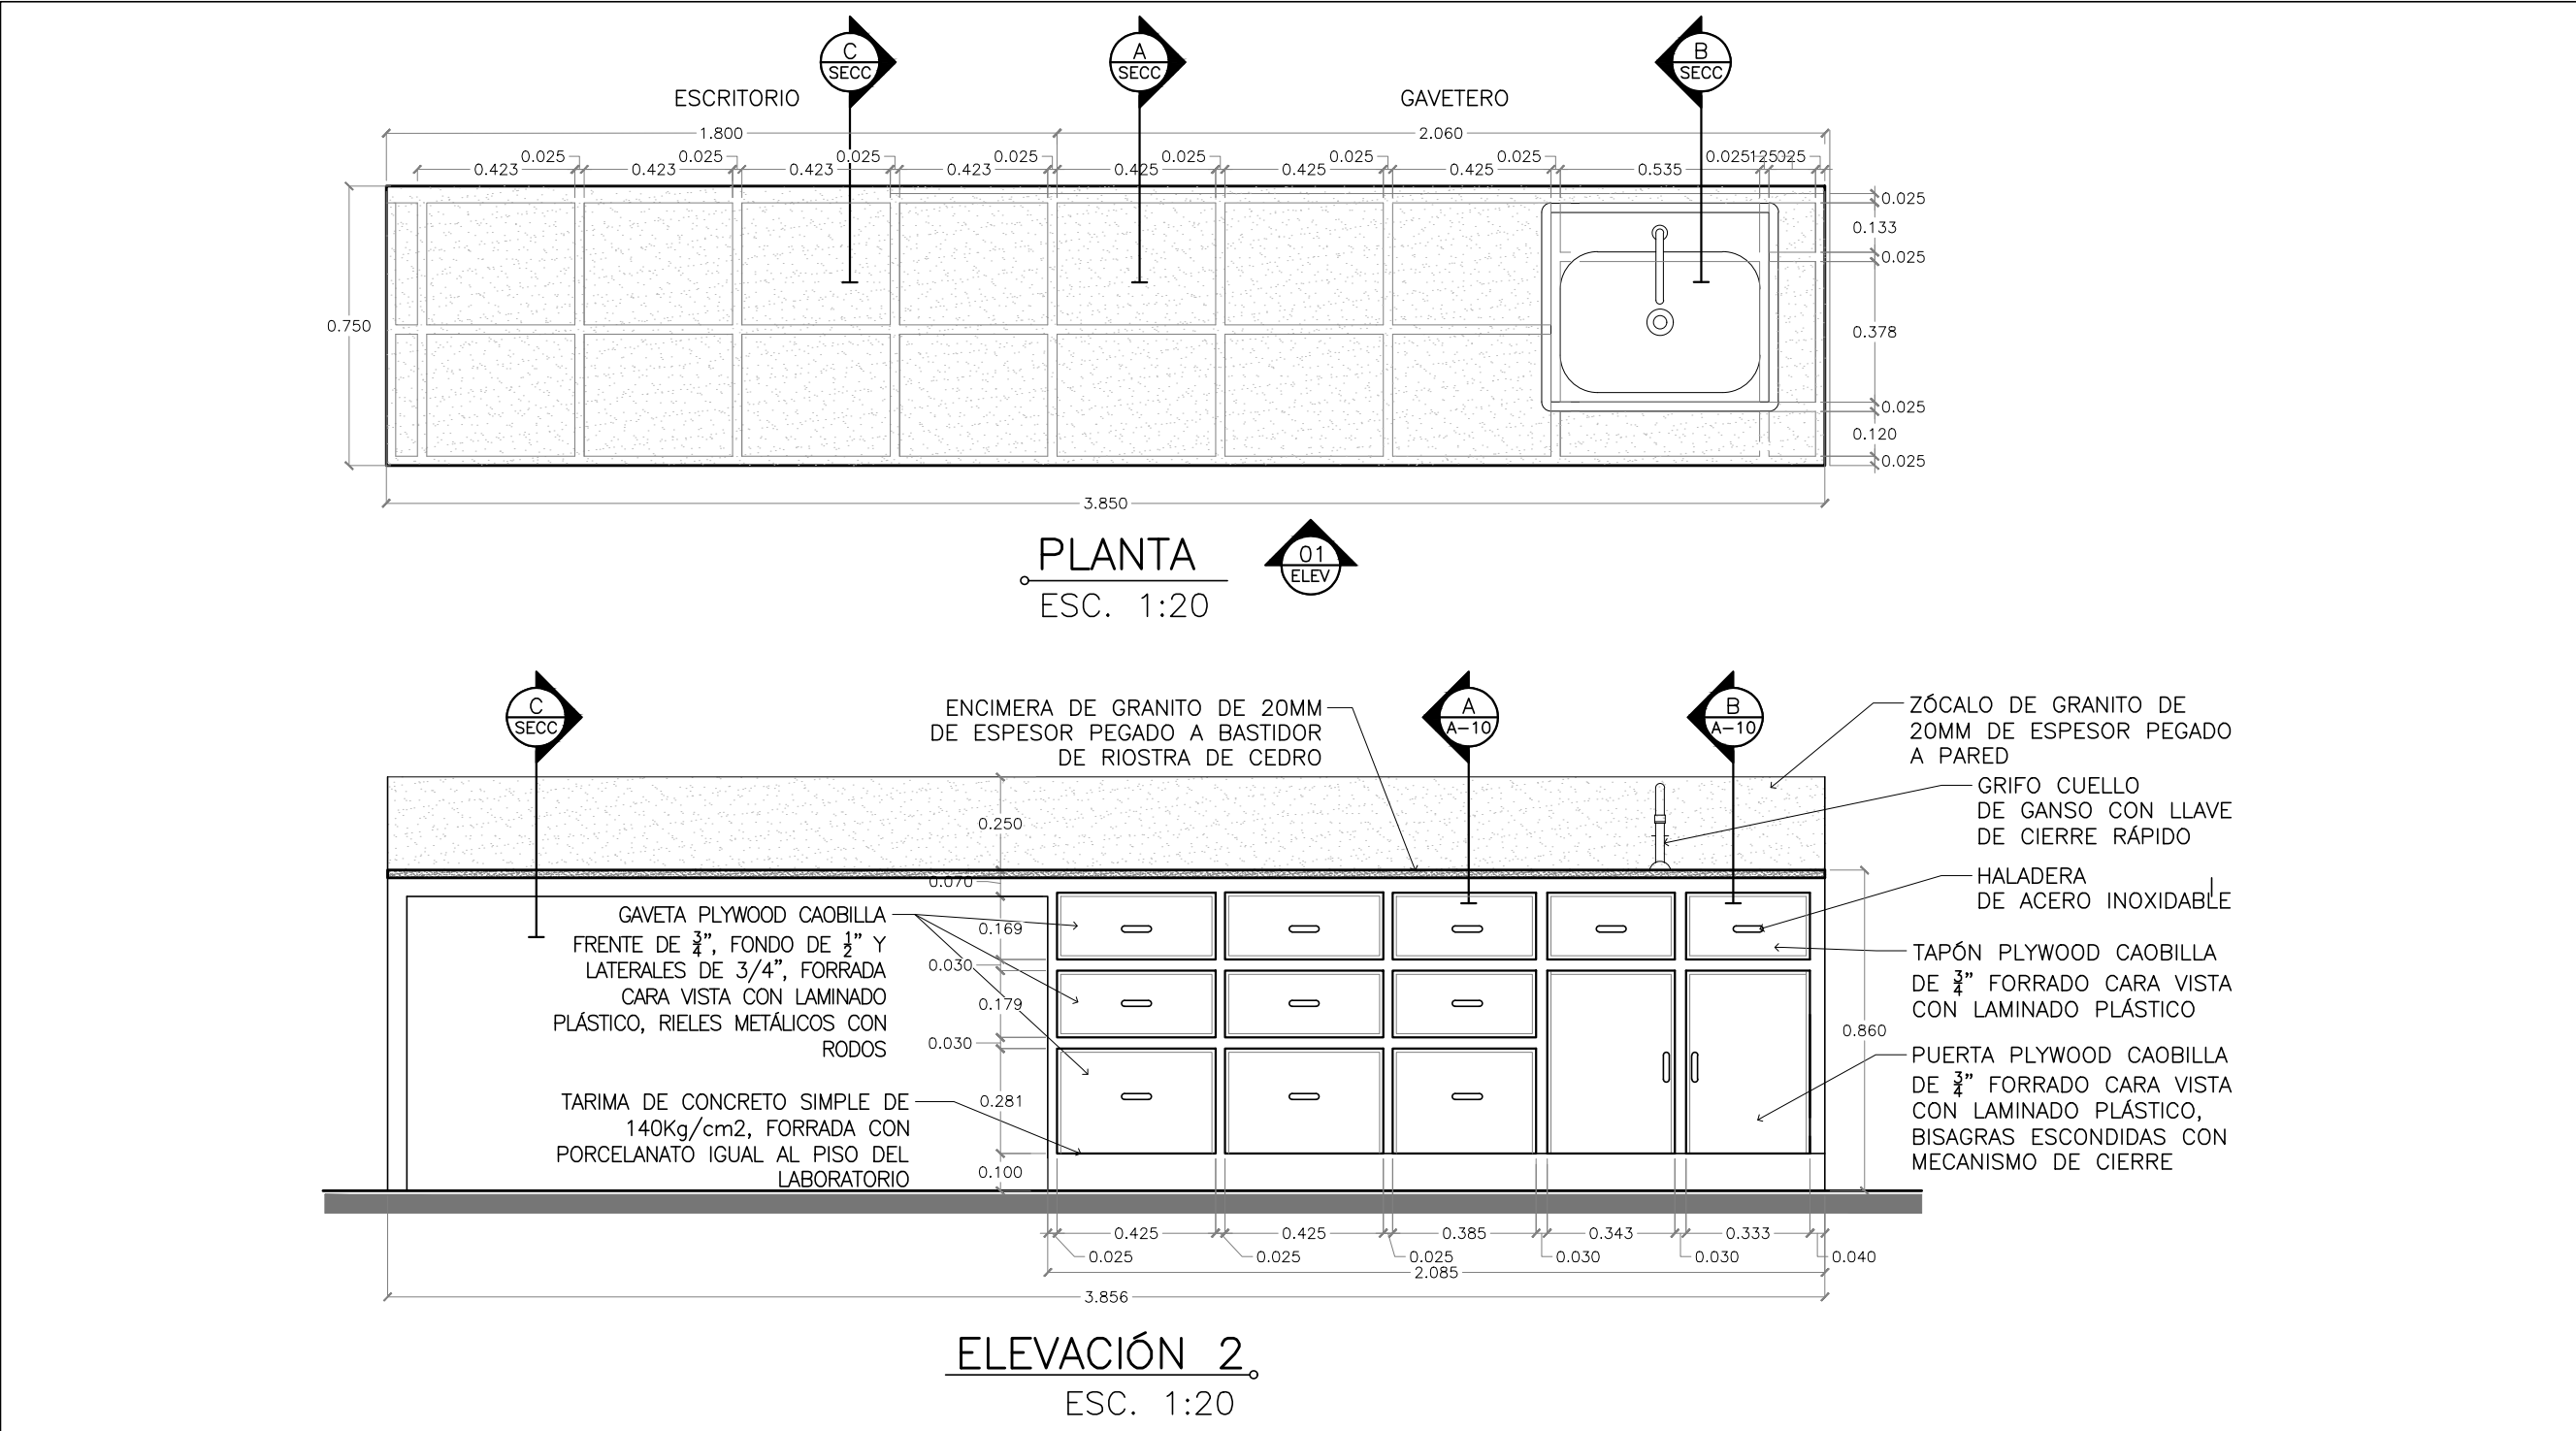 C
SECC
A
SECC
B
SECC
ESCRITORIO
GAVETERO
1.800
2.060
0.025
0.025
0.025
0.025
0.025
0.025
0.025
0.025
0.423
0.423
0.423
0.423
0.425
0.425
0.425
0.535
0.025
0.133
0.025
0.750
0.378
0.025
0.120
0.025
3.850
PLANTA
ESC. 1:20
01
ELEV
C
SECC
A
A-10
B
A-10
ENCIMERA DE GRANITO DE 20MM
DE ESPESOR PEGADO A BASTIDOR
DE RIOSTRA DE CEDRO
ZÓCALO DE GRANITO DE
20MM DE ESPESOR PEGADO
A PARED
GRIFO CUELLO
DE GANSO CON LLAVE
DE CIERRE RÁPIDO
HALADERA
DE ACERO INOXIDABLE
TAPÓN PLYWOOD CAOBILLA
DE 3/4" FORRADO CARA VISTA
CON LAMINADO PLÁSTICO
PUERTA PLYWOOD CAOBILLA
DE 3/4" FORRADO CARA VISTA
CON LAMINADO PLÁSTICO,
BISAGRAS ESCONDIDAS CON
MECANISMO DE CIERRE
GAVETA PLYWOOD CAOBILLA
FRENTE DE 3/4", FONDO DE 1/2" Y
LATERALES DE 3/4", FORRADA
CARA VISTA CON LAMINADO
PLÁSTICO, RIELES METÁLICOS CON
RODOS
TARIMA DE CONCRETO SIMPLE DE
140Kg/cm2, FORRADA CON
PORCELANATO IGUAL AL PISO DEL
LABORATORIO
0.250
0.070
0.169
0.030
0.179
0.030
0.281
0.100
0.860
0.425
0.425
0.385
0.343
0.333
0.025
0.025
0.025
0.030
0.030
0.040
2.085
3.856
ELEVACIÓN 2
ESC. 1:20